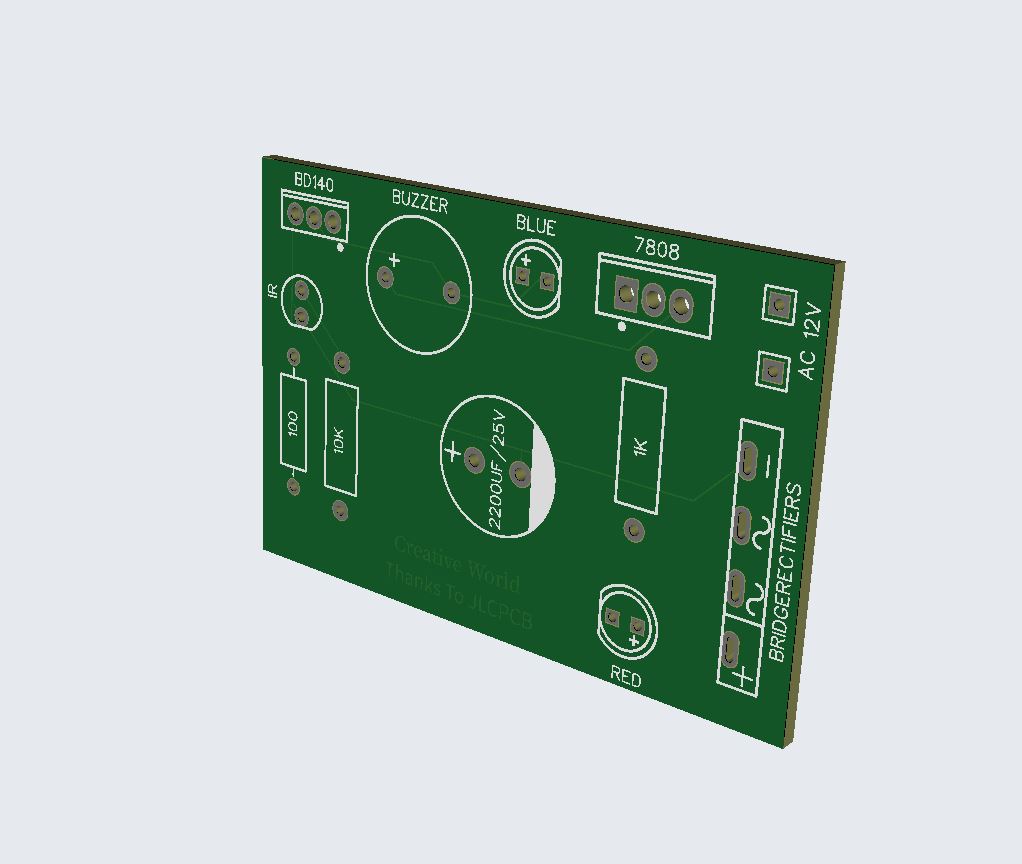 BD140
BUZZER
BLUE
7808
+
+
IR
AC 12V
100
10K
+
2200UF/25V
1K
−
~
~
+
BRIDGERECTIFIERS
Creative World
Thanks To JLCPCB
+
RED